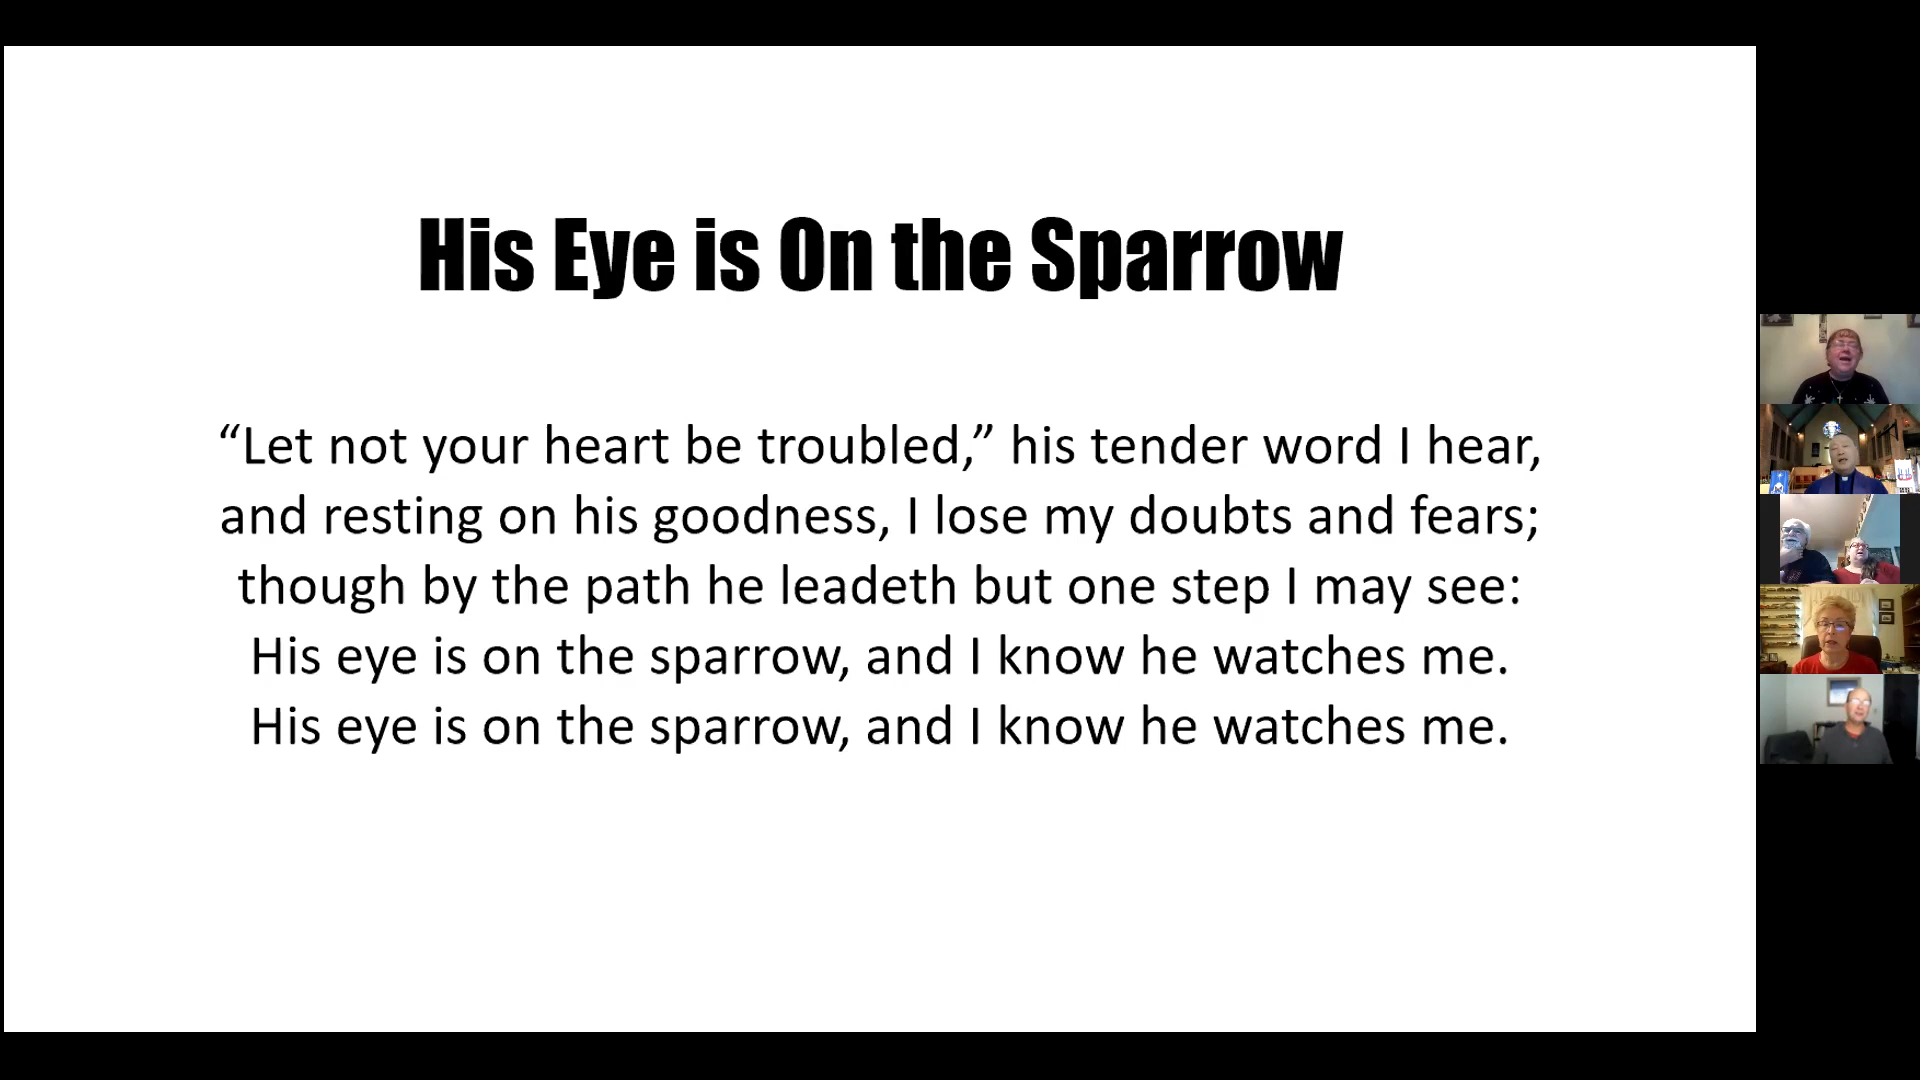 His Eye is On the Sparrow
“Let not your heart be troubled,” his tender word I hear,
and resting on his goodness, I lose my doubts and fears;
though by the path he leadeth but one step I may see:
His eye is on the sparrow, and I know he watches me.
His eye is on the sparrow, and I know he watches me.